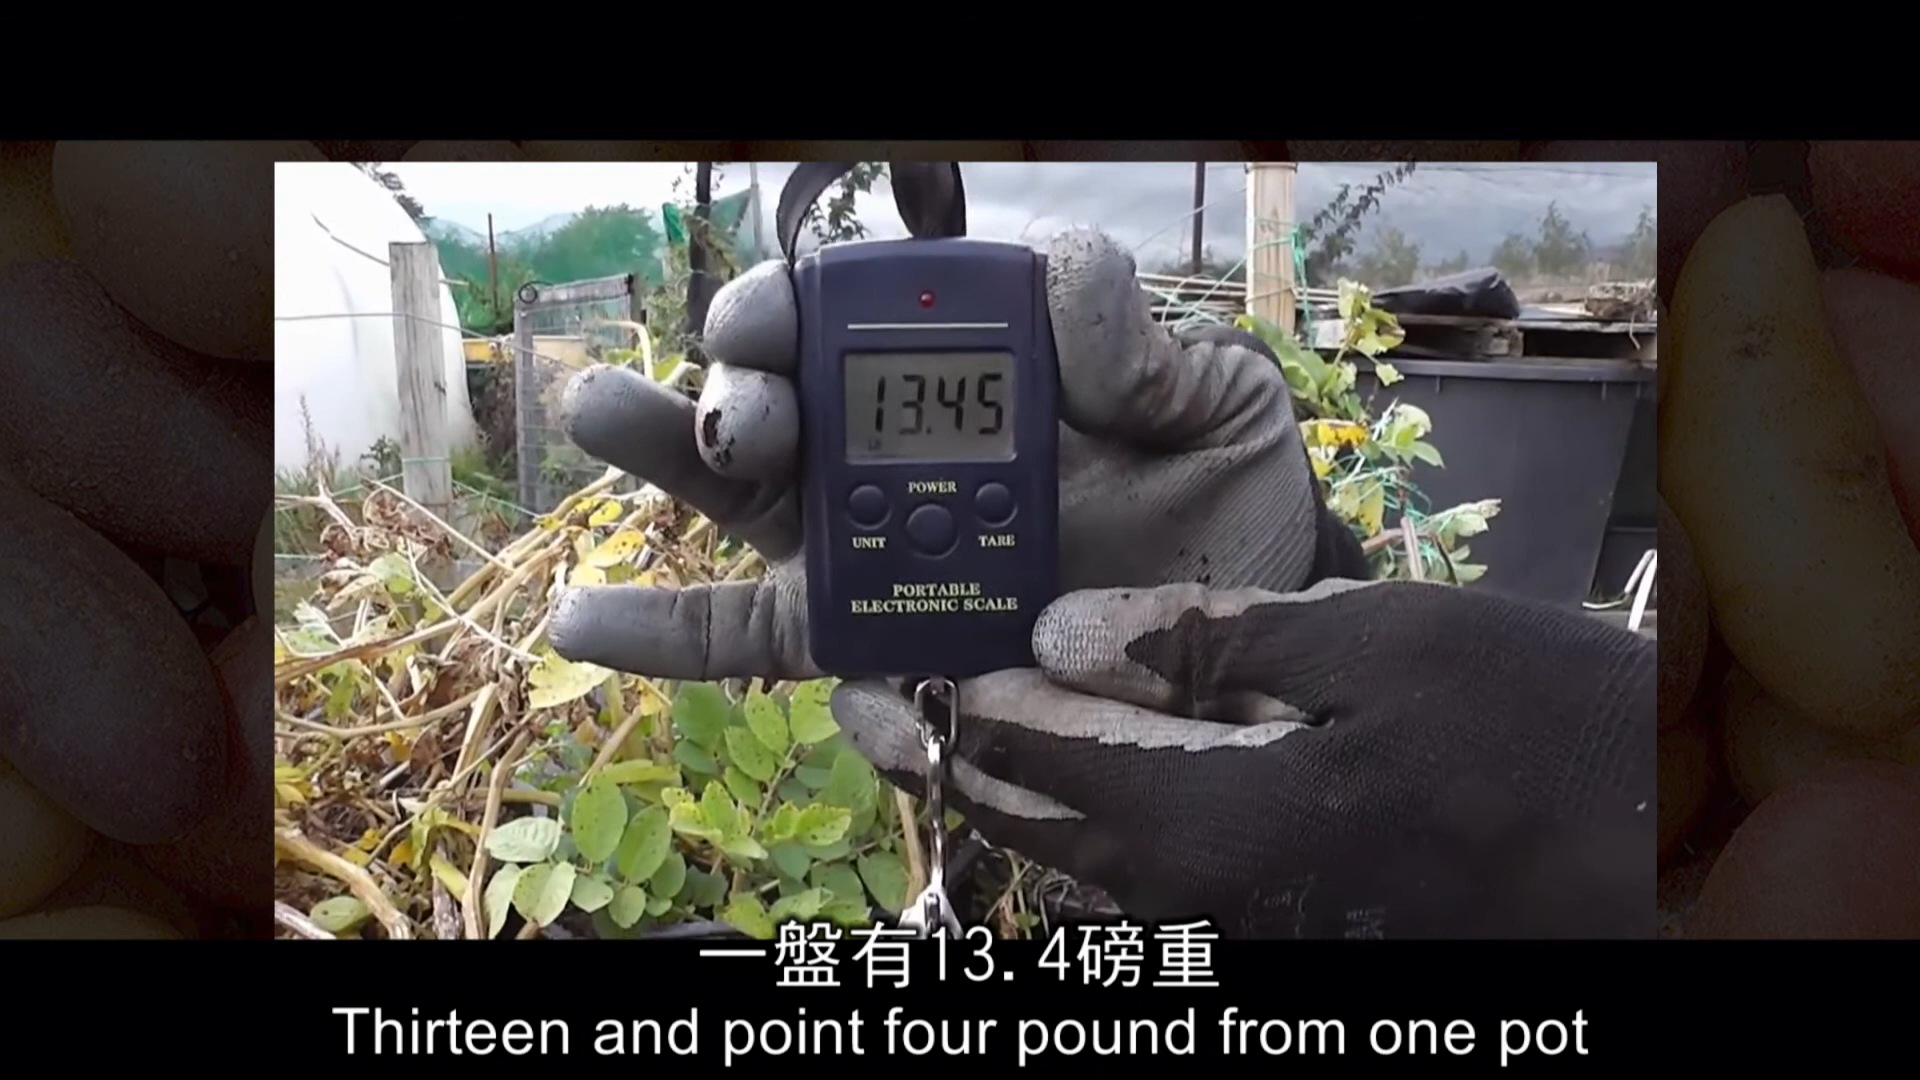 13.45
LB
POWER
UNIT
TARE
PORTABLE
ELECTRONIC SCALE
一盤有13.4磅重
Thirteen and point four pound from one pot